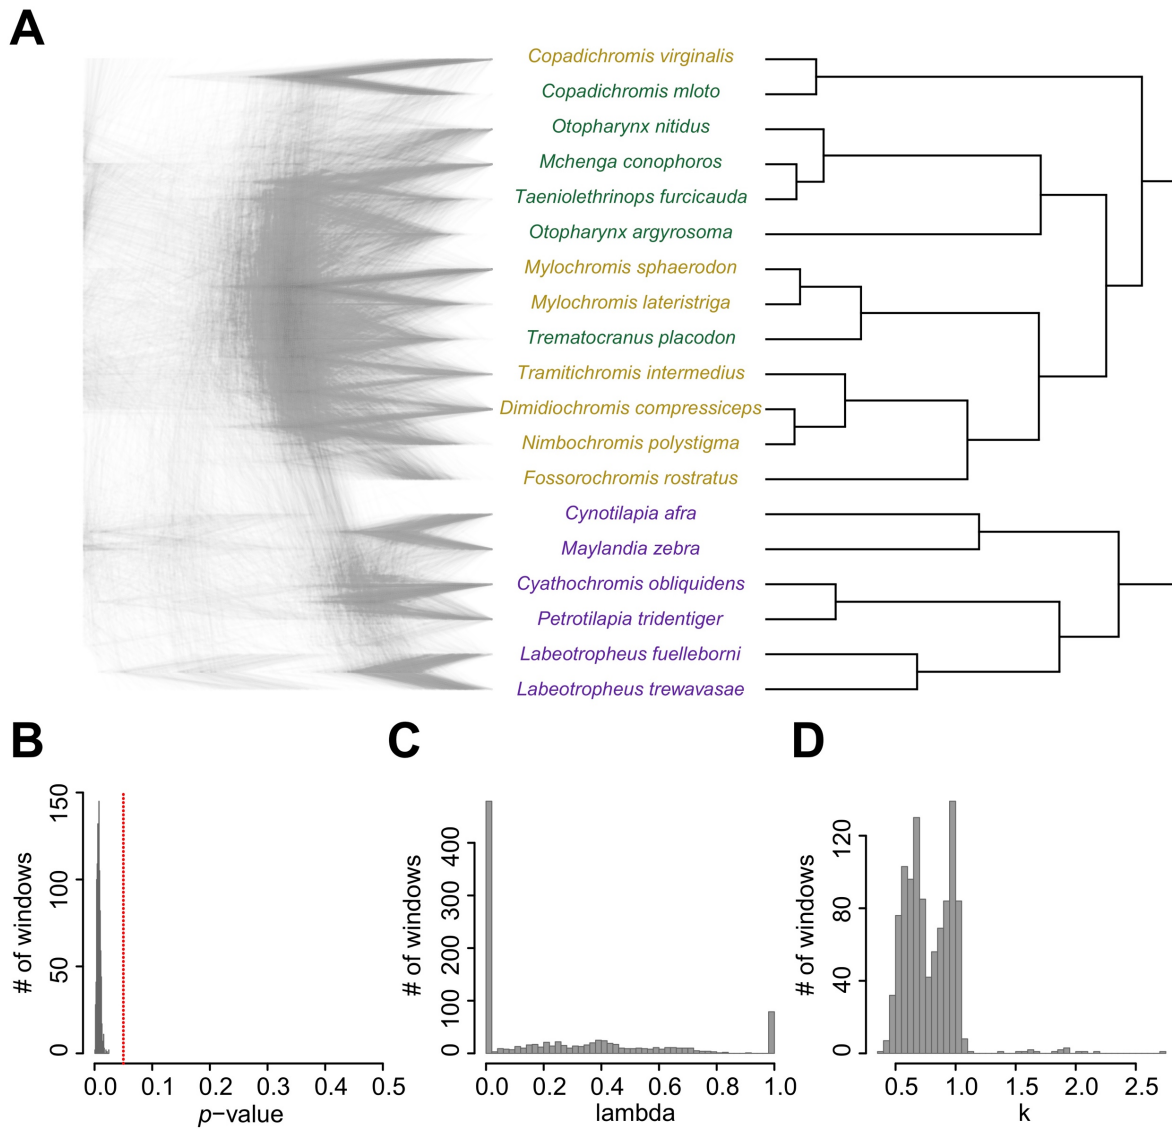 A
Copadichromis virginalis
Copadichromis mloto
Otopharynx nitidus
Mchenga conophoros
Taeniolethrinops furcicauda
Otopharynx argyrosoma
Mylochromis sphaerodon
Mylochromis lateristriga
Trematocranus placodon
Tramitichromis intermedius
Dimidiochromis compressiceps
Nimbochromis polystigma
Fossorochromis rostratus
Cynotilapia afra
Maylandia zebra
Cyathochromis obliquidens
Petrotilapia tridentiger
Labeotropheus fuelleborni
Labeotropheus trewavasae
B
# of windows
150
100
50
0
0.0 0.1 0.2 0.3 0.4 0.5
p−value
C
# of windows
400
300
200
100
0
0.0 0.2 0.4 0.6 0.8 1.0
lambda
D
# of windows
120
80
40
0
0.5 1.0 1.5 2.0 2.5
k